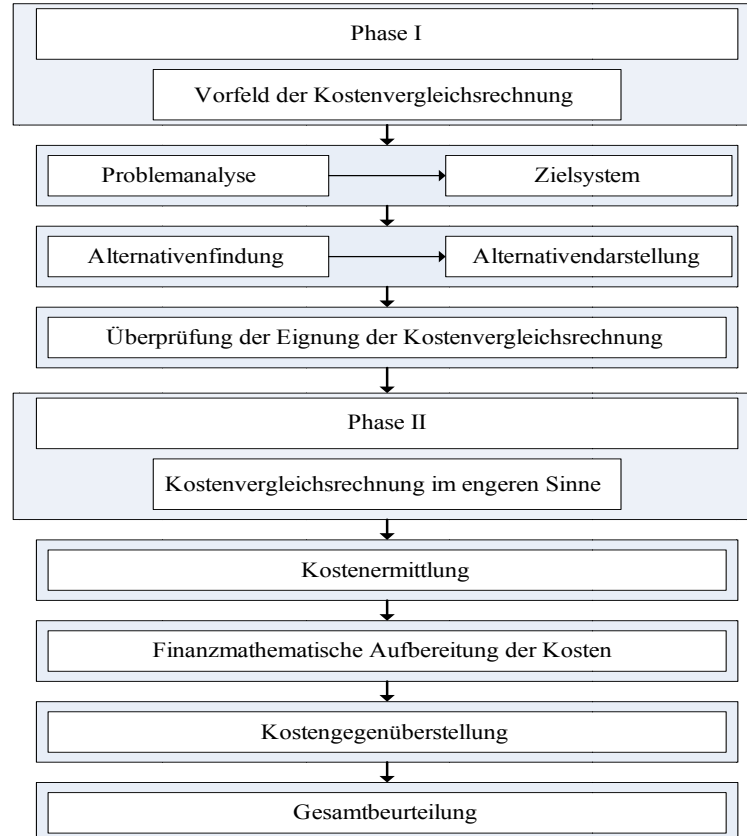 Phase I
Vorfeld der Kostenvergleichsrechnung
Problemanalyse
Zielsystem
Alternativenfindung
Alternativendarstellung
Überprüfung der Eignung der Kostenvergleichsrechnung
Phase II
Kostenvergleichsrechnung im engeren Sinne
Kostenermittlung
Finanzmathematische Aufbereitung der Kosten
Kostengegenüberstellung
Gesamtbeurteilung